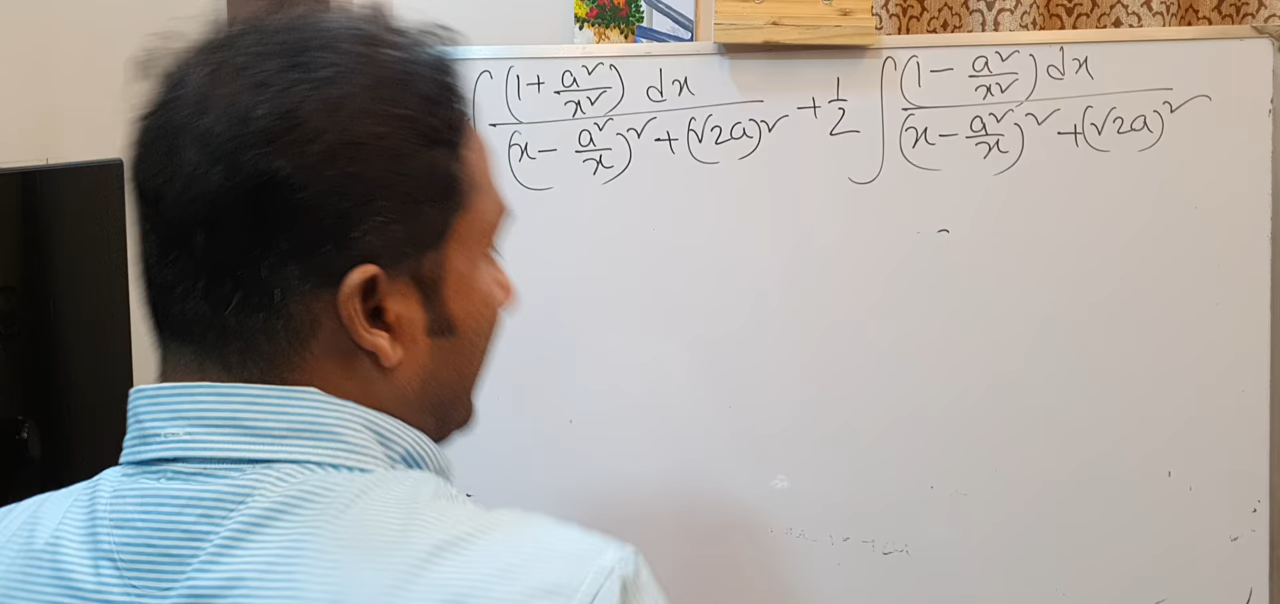 ∫ (1 + a²/x²) dx / (x − a²/x)² + (√2a)² + 1/2 ∫ (1 − a²/x²) dx / (x − a²/x)² + (√2a)²